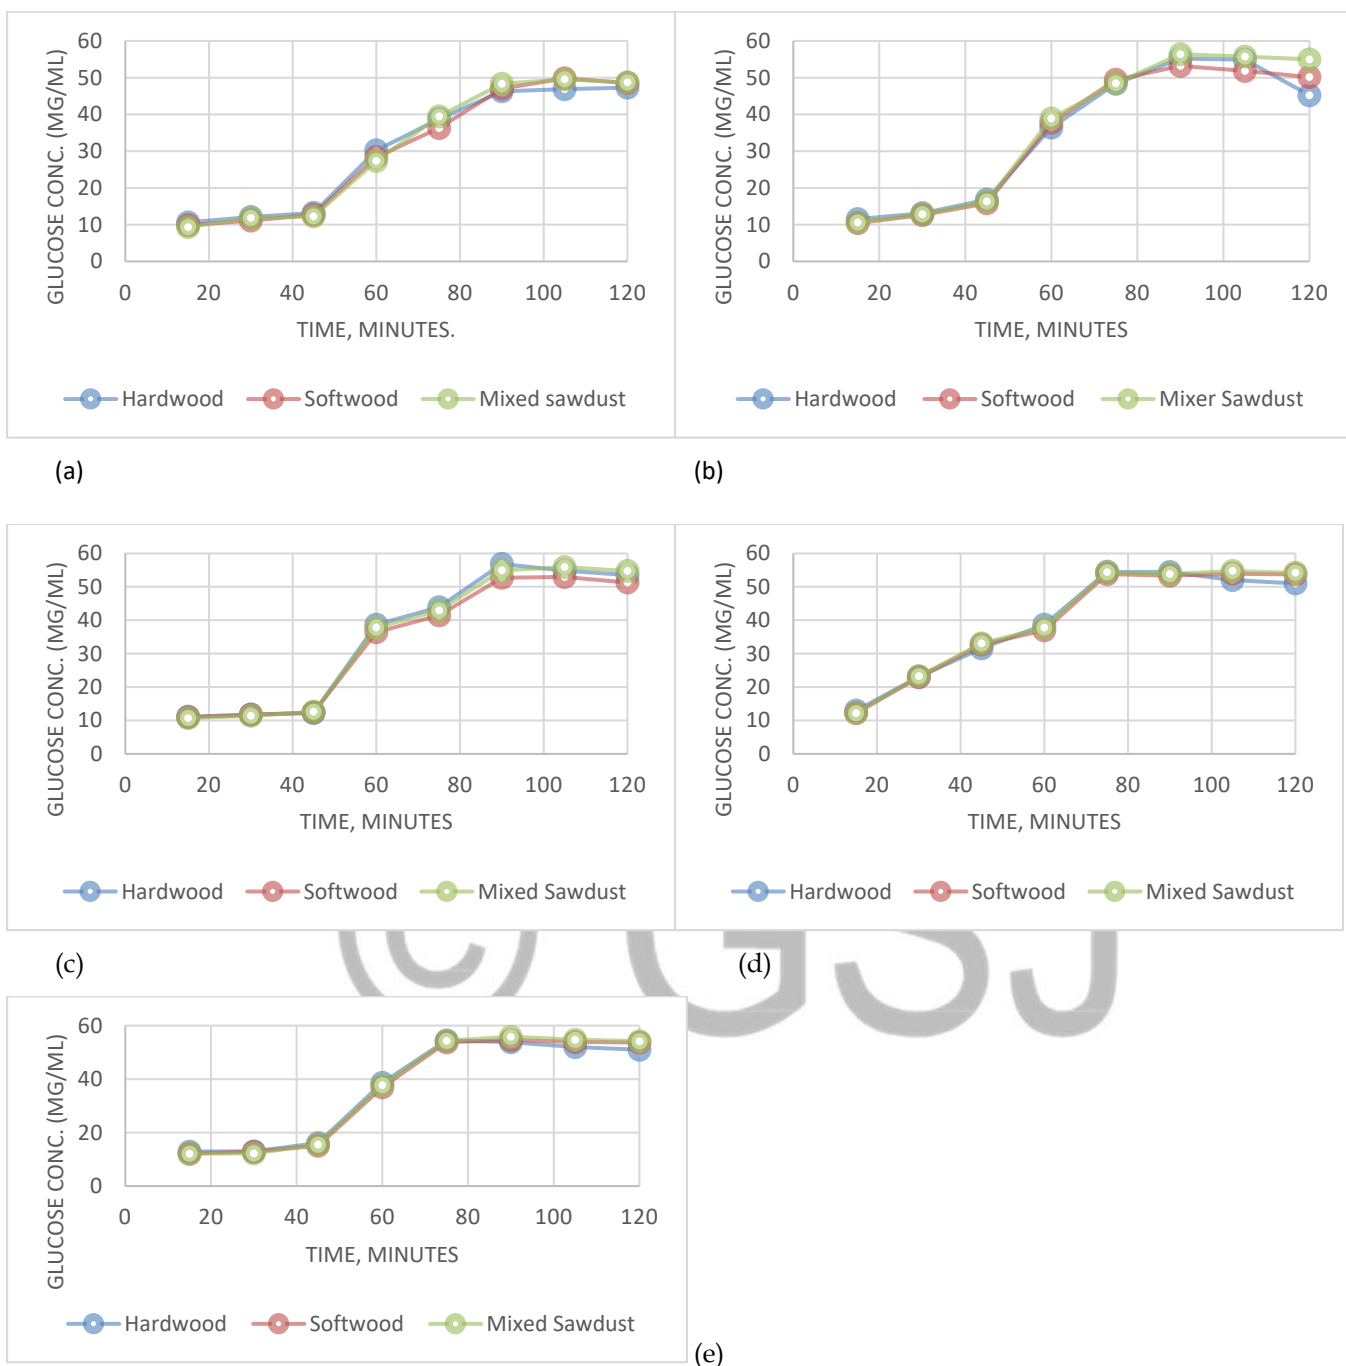 GLUCOSE CONC. (MG/ML)
60
50
40
30
20
10
0
0 20 40 60 80 100 120
TIME, MINUTES.
Hardwood Softwood Mixed sawdust
GLUCOSE CONC. (MG/ML)
60
50
40
30
20
10
0
0 20 40 60 80 100 120
TIME, MINUTES
Hardwood Softwood Mixer Sawdust
(a) (b)
GLUCOSE CONC. (MG/ML)
60
50
40
30
20
10
0
0 20 40 60 80 100 120
TIME, MINUTES
Hardwood Softwood Mixed Sawdust
GLUCOSE CONC. (MG/ML)
60
50
40
30
20
10
0
0 20 40 60 80 100 120
TIME, MINUTES
Hardwood Softwood Mixed Sawdust
(c) (d)
© GSJ
GLUCOSE CONC. (MG/ML)
60
40
20
0
0 20 40 60 80 100 120
TIME, MINUTES
Hardwood Softwood Mixed Sawdust
(e)